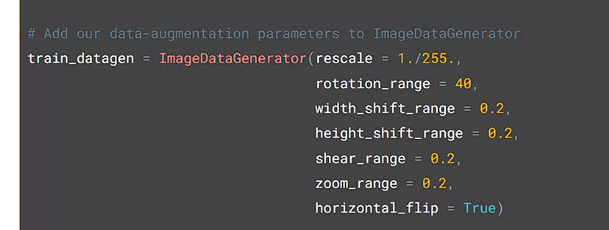 # Add our data-augmentation parameters to ImageDataGenerator
train_datagen = ImageDataGenerator(rescale = 1./255.,
rotation_range = 40,
width_shift_range = 0.2,
height_shift_range = 0.2,
shear_range = 0.2,
zoom_range = 0.2,
horizontal_flip = True)